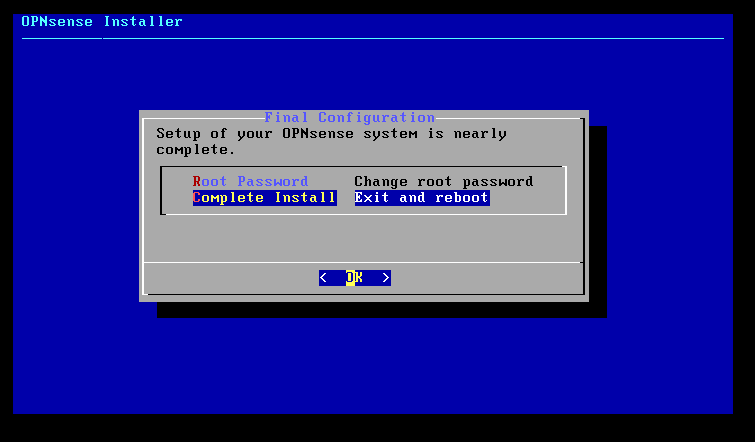 OPNsense Installer
Final Configuration
Setup of your OPNsense system is nearly
complete.
Root Password Change root password
Complete Install Exit and reboot
< OK >